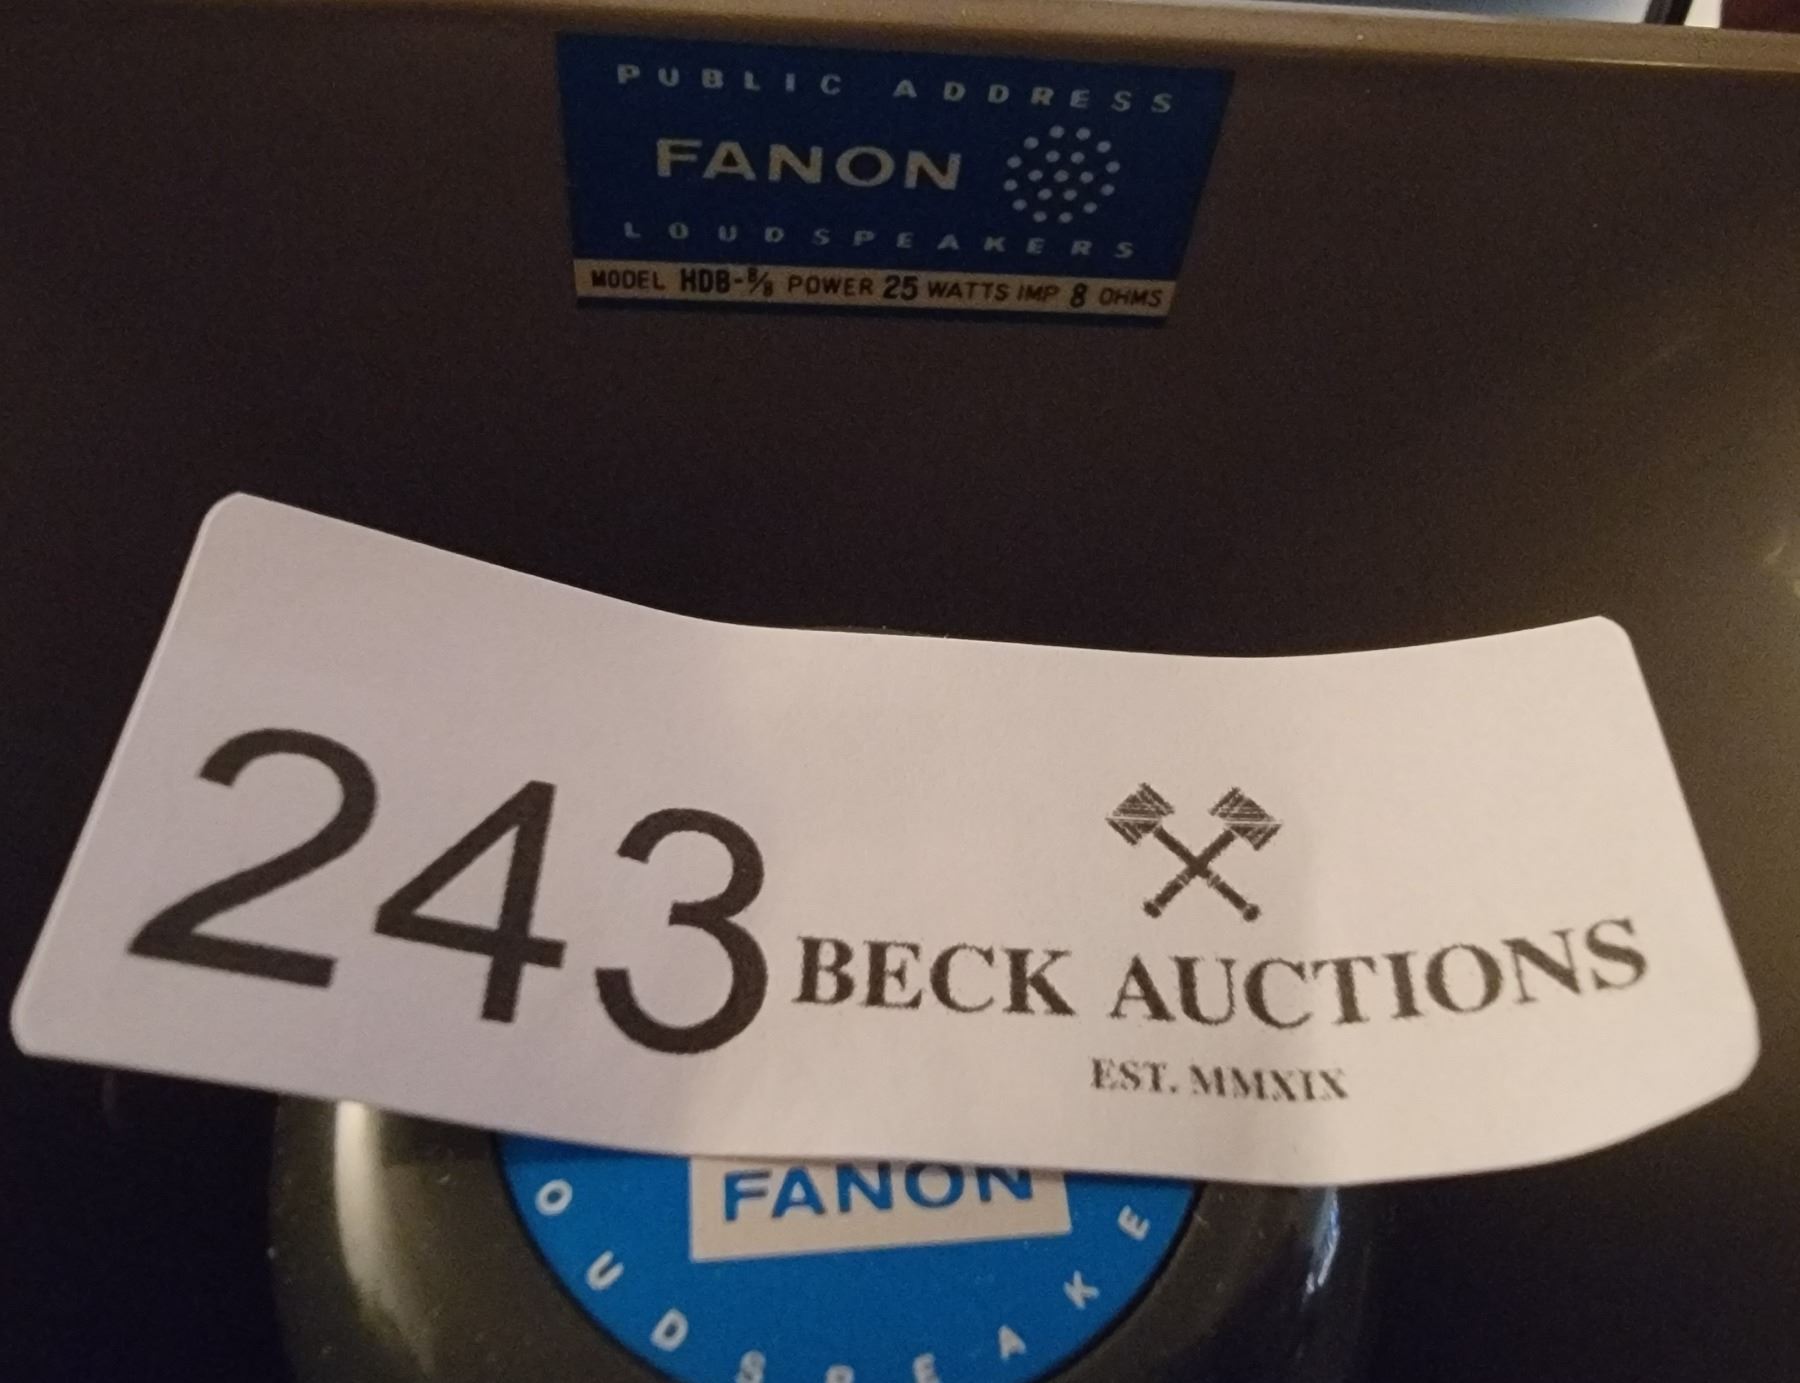 PUBLIC ADDRESS
FANON
LOUDSPEAKERS
MODEL HDB-8/8 POWER 25 WATTS IMP 8 OHMS
243
BECK AUCTIONS
EST. MMXIX
FANON
OUDSPEAKE